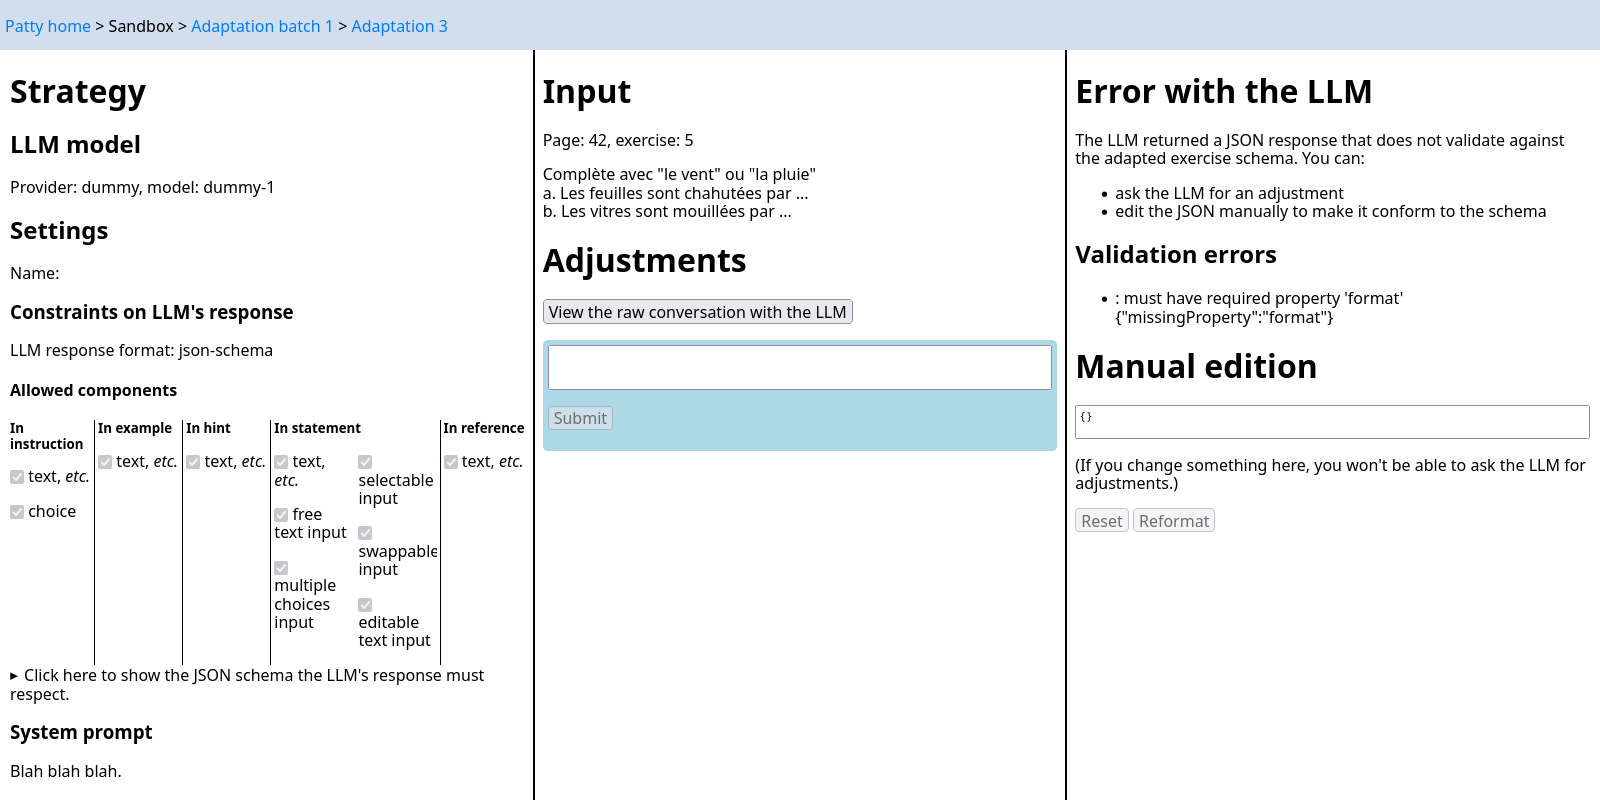 Patty home > Sandbox > Adaptation batch 1 > Adaptation 3
Strategy
LLM model
Provider: dummy, model: dummy-1
Settings
Name:
Constraints on LLM's response
LLM response format: json-schema
Allowed components
In
instruction
text, etc.
choice
In example
text, etc.
In hint
text, etc.
In statement
text,
etc.
free
text input
multiple
choices
input
selectable
input
swappable
input
editable
text input
In reference
text, etc.
▸ Click here to show the JSON schema the LLM's response must
respect.
System prompt
Blah blah blah.
Input
Page: 42, exercise: 5
Complète avec "le vent" ou "la pluie"
a. Les feuilles sont chahutées par ...
b. Les vitres sont mouillées par ...
Adjustments
View the raw conversation with the LLM
Submit
Error with the LLM
The LLM returned a JSON response that does not validate against
the adapted exercise schema. You can:
• ask the LLM for an adjustment
• edit the JSON manually to make it conform to the schema
Validation errors
• : must have required property 'format'
{"missingProperty":"format"}
Manual edition
{}
(If you change something here, you won't be able to ask the LLM for
adjustments.)
Reset Reformat